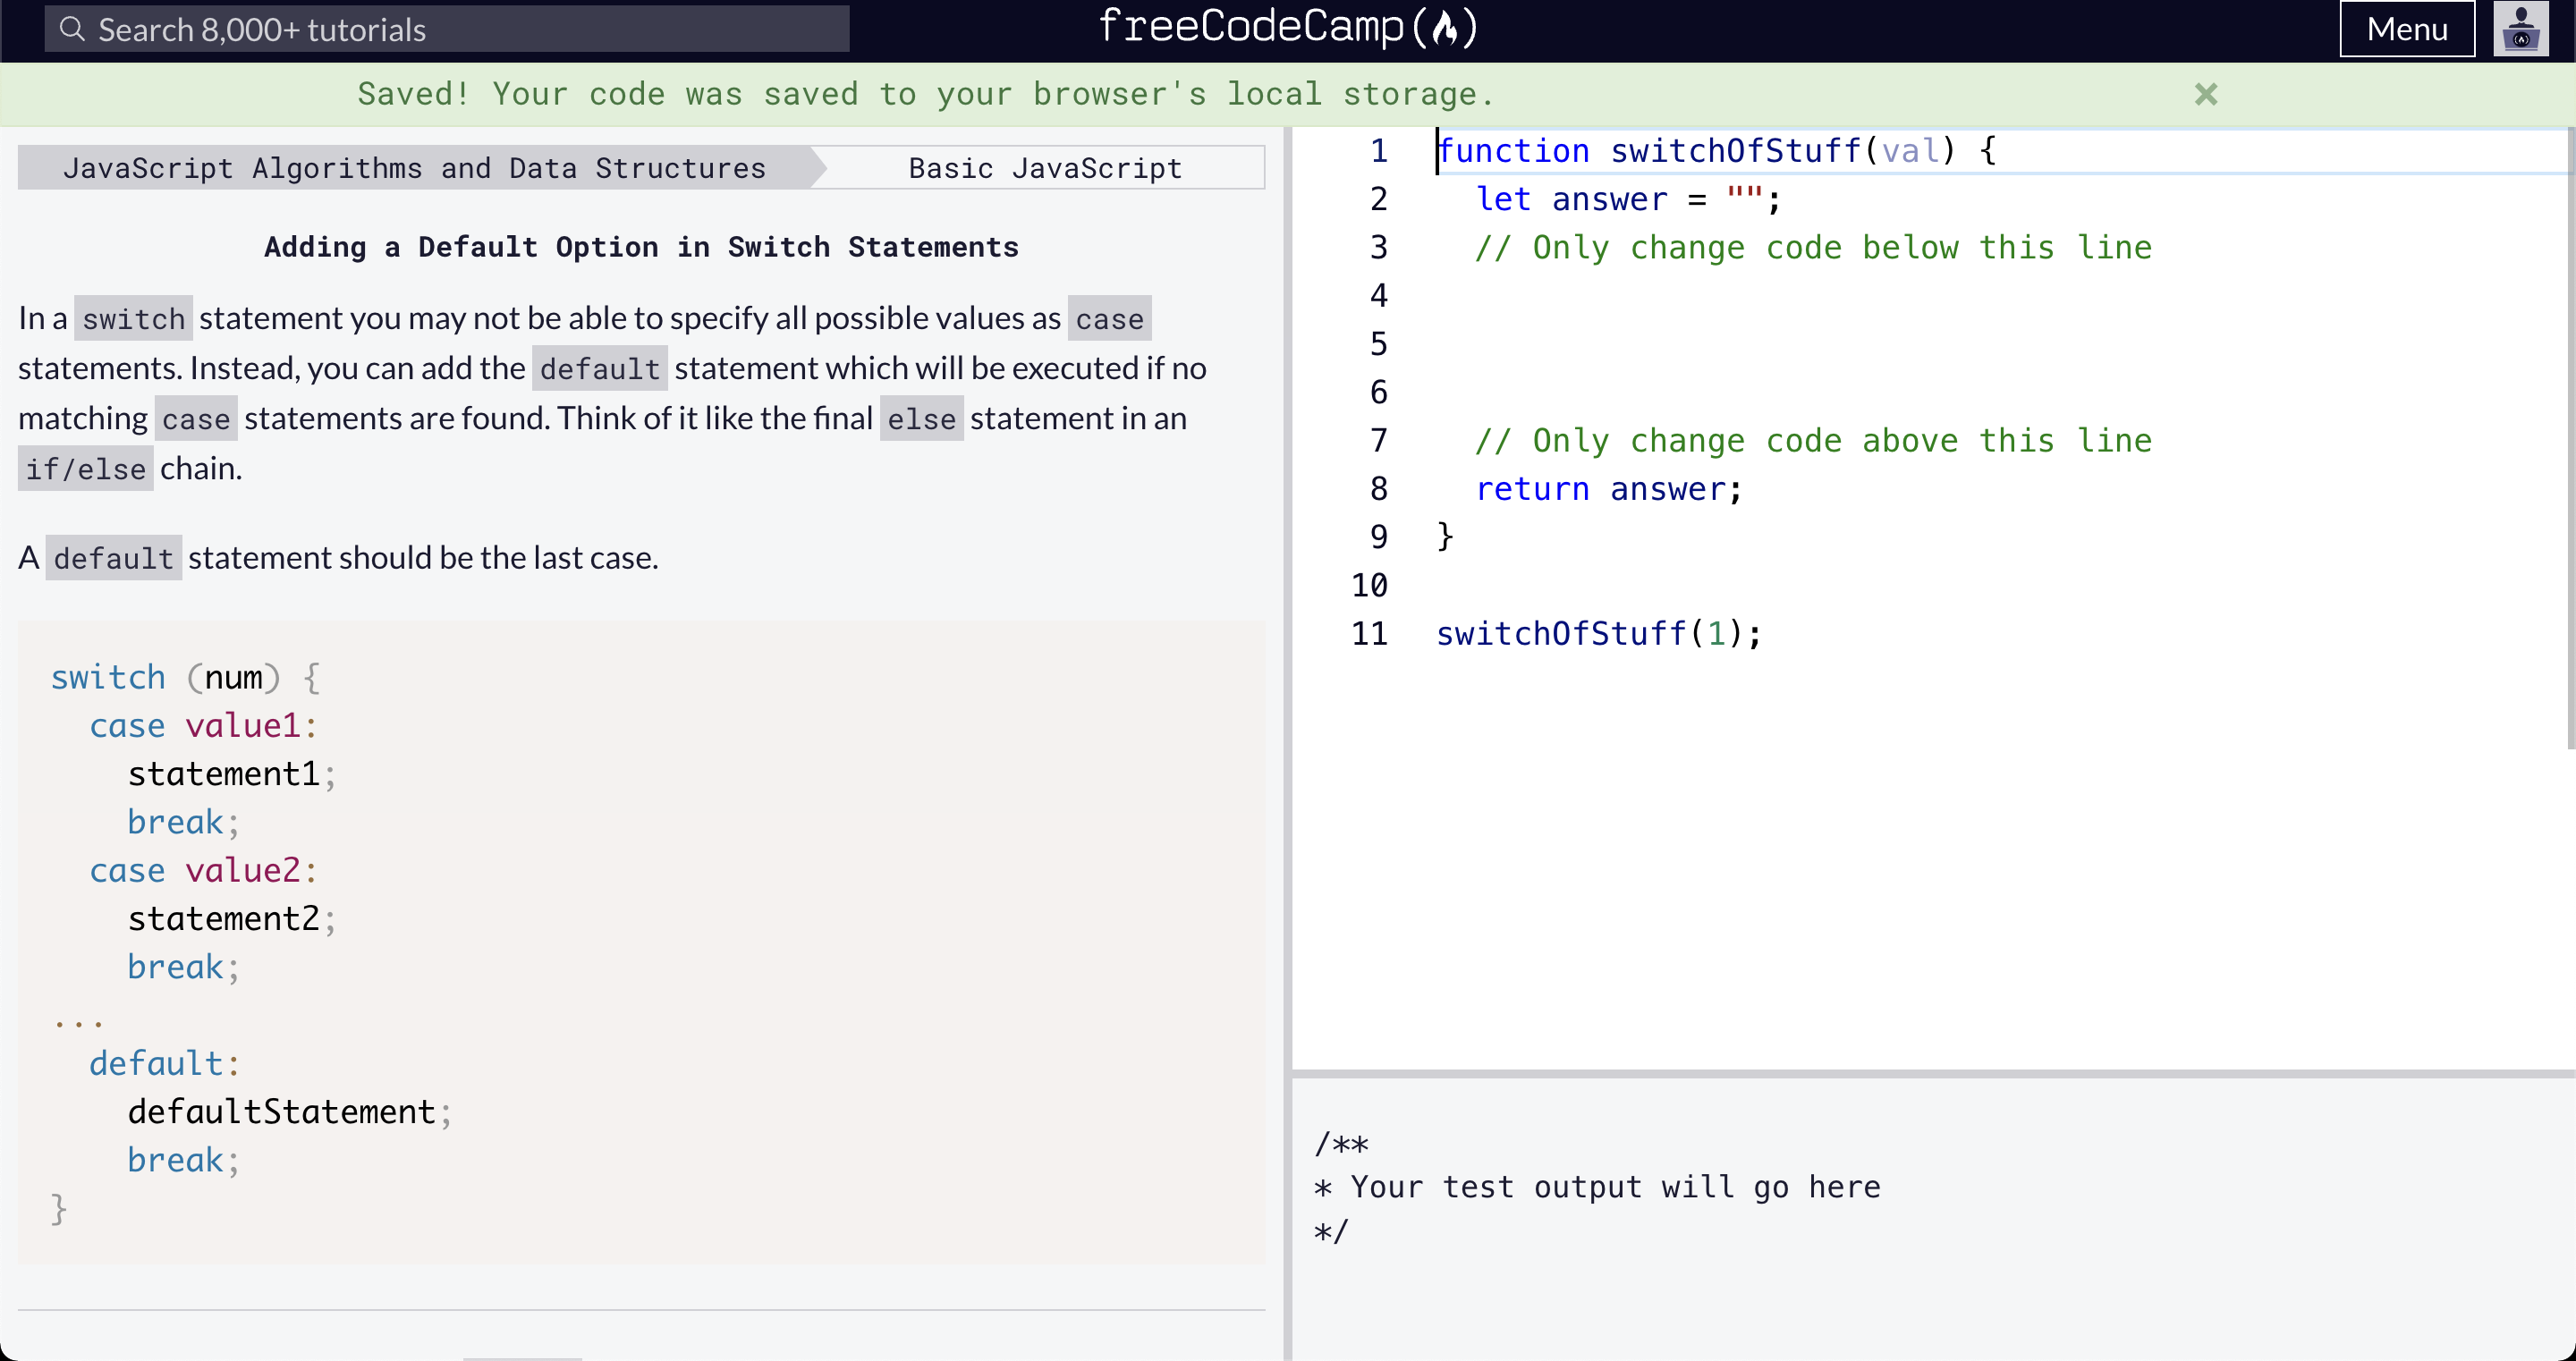 Search 8,000+ tutorials
freeCodeCamp
Menu
Saved! Your code was saved to your browser's local storage.
×
JavaScript Algorithms and Data Structures
Basic JavaScript
Adding a Default Option in Switch Statements
In a switch statement you may not be able to specify all possible values as case
statements. Instead, you can add the default statement which will be executed if no
matching case statements are found. Think of it like the final else statement in an
if/else chain.
A default statement should be the last case.
switch (num) {
  case value1:
    statement1;
    break;
  case value2:
    statement2;
    break;
...
  default:
    defaultStatement;
    break;
}
1 function switchOfStuff(val) {
2   let answer = "";
3   // Only change code below this line
4
5
6
7   // Only change code above this line
8   return answer;
9 }
10
11 switchOfStuff(1);
/**
* Your test output will go here
*/